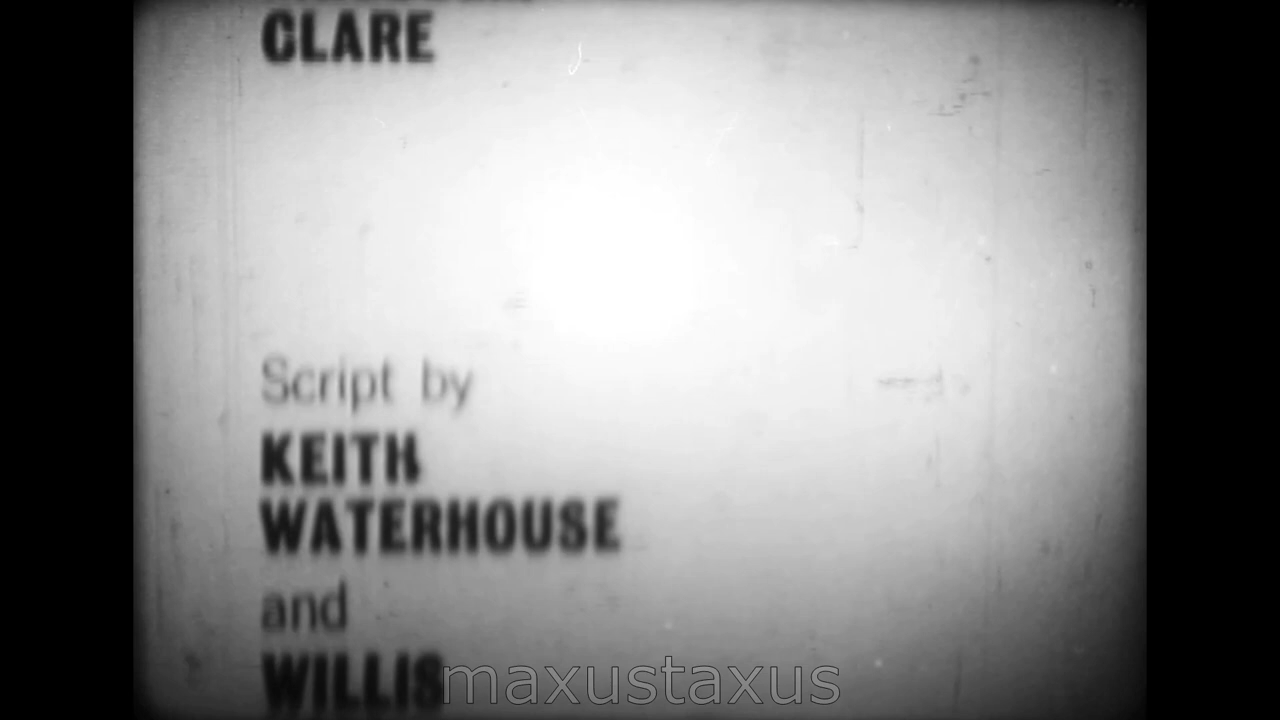 CLARE
Script by
KEITH
WATERHOUSE
and
WILLIS
maxustaxus